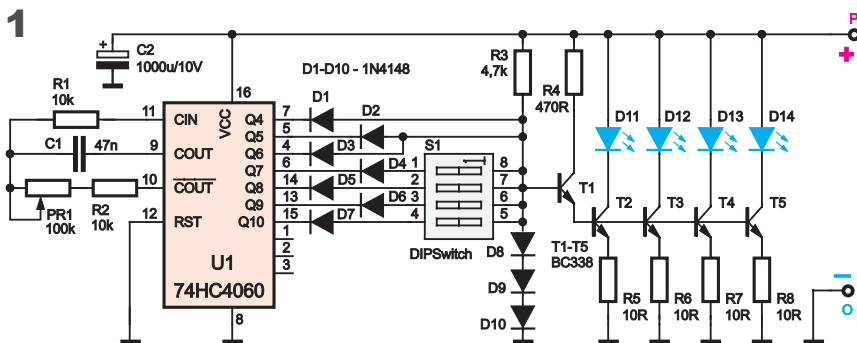 1
C2
1000u/10V
D1-D10 - 1N4148
R3
4,7k
R4
470R
P
+
R1
10k
C1
47n
PR1
100k
R2
10k
11
9
10
12
16
8
CIN
COUT
COUT
RST
VCC
Q4
Q5
Q6
Q7
Q8
Q9
Q10
U1
74HC4060
7
5
4
6
14
13
15
1
2
3
D1
D2
D3
D4
D5
D6
D7
S1
1
2
3
4
8
7
6
5
DIPSwitch
D8
D9
D10
D11
D12
D13
D14
T1
T2
T3
T4
T5
T1-T5
BC338
R5
10R
R6
10R
R7
10R
R8
10R
−
O